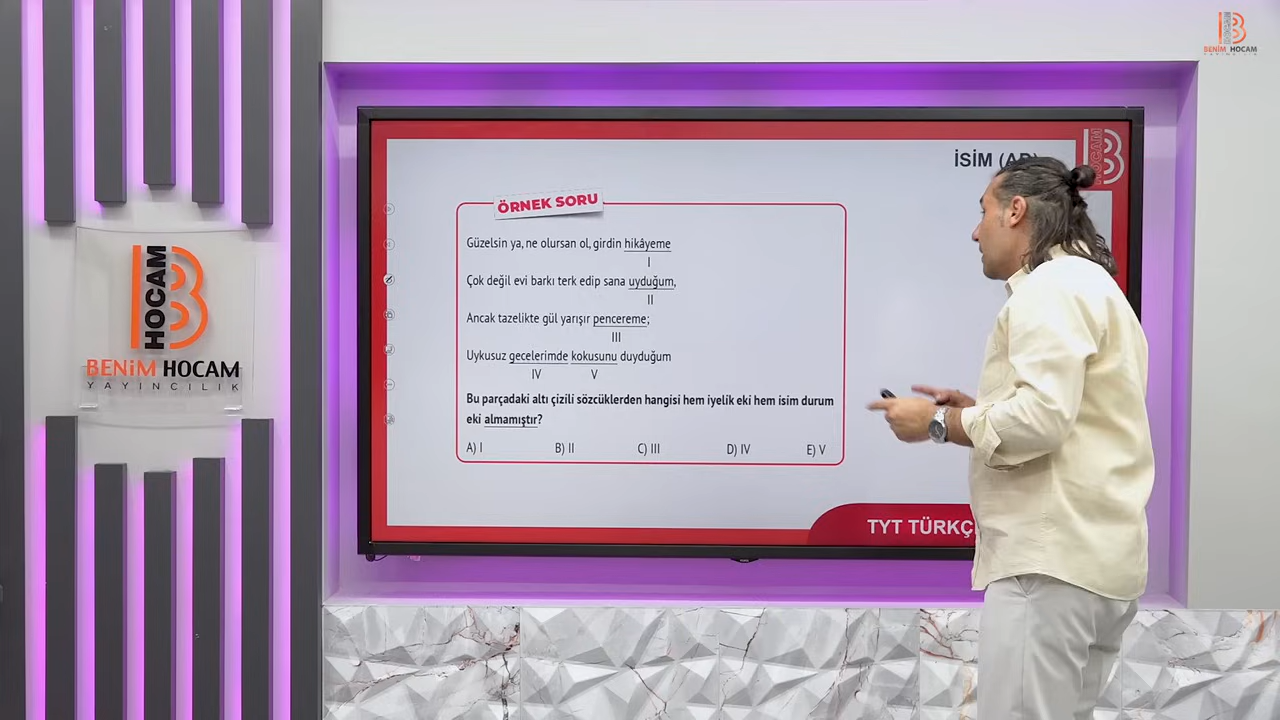 BENİM HOCAM
YAYINCILIK
HOCAM
BENİM HOCAM
YAYINCILIK
İSİM
HOCAM
ÖRNEK SORU
Güzelsin ya, ne olursan ol, girdin hikâyeme
I
Çok değil evi barkı terk edip sana uyduğum,
II
Ancak tazelikte gül yarışır pencereme;
III
Uykusuz gecelerimde kokusunu duyduğum
IV V
Bu parçadaki altı çizili sözcüklerden hangisi hem iyelik eki hem isim durum
eki almamıştır?
A) I B) II C) III D) IV E) V
TYT